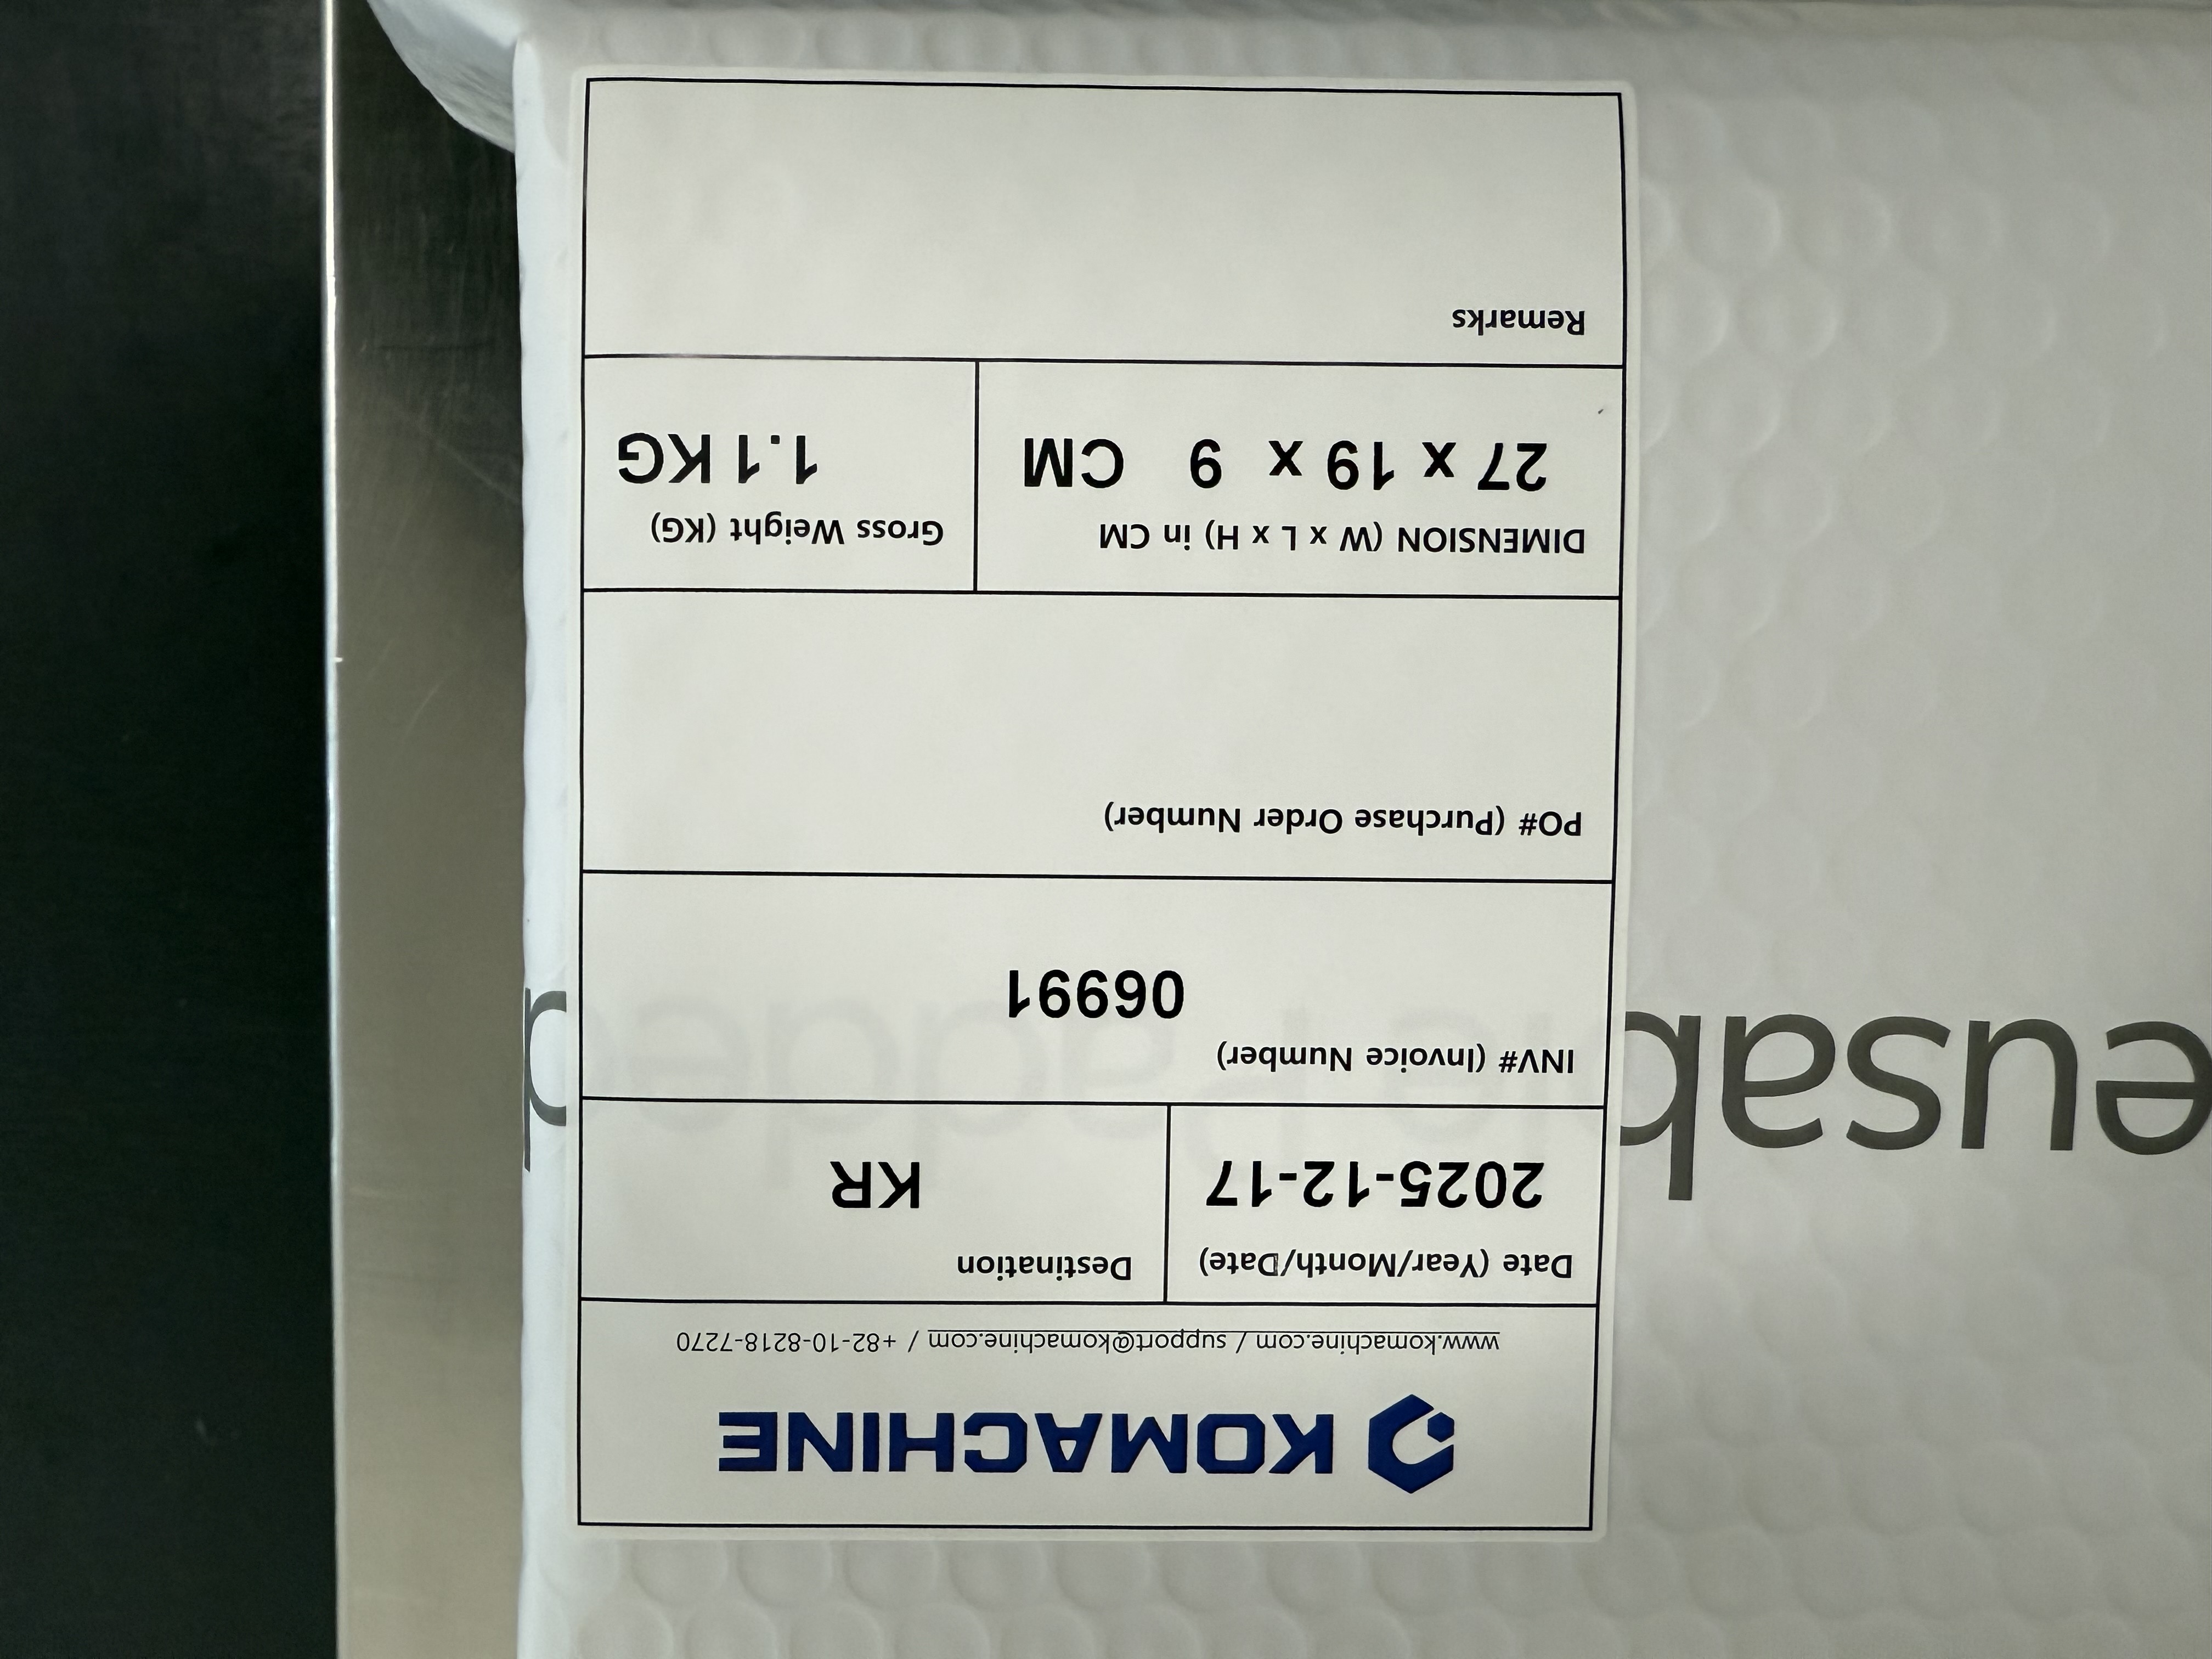 KOMACHINE
www.komachine.com / support@komachine.com / +82-10-8218-7270
Date (Year/Month/Date) Destination
2025-12-17 KR
INV# (Invoice Number)
06991
PO# (Purchase Order Number)
DIMENSION (W x L x H) in CM Gross Weight (KG)
27 x 19 x 9 CM 1.1 KG
Remarks
eusab